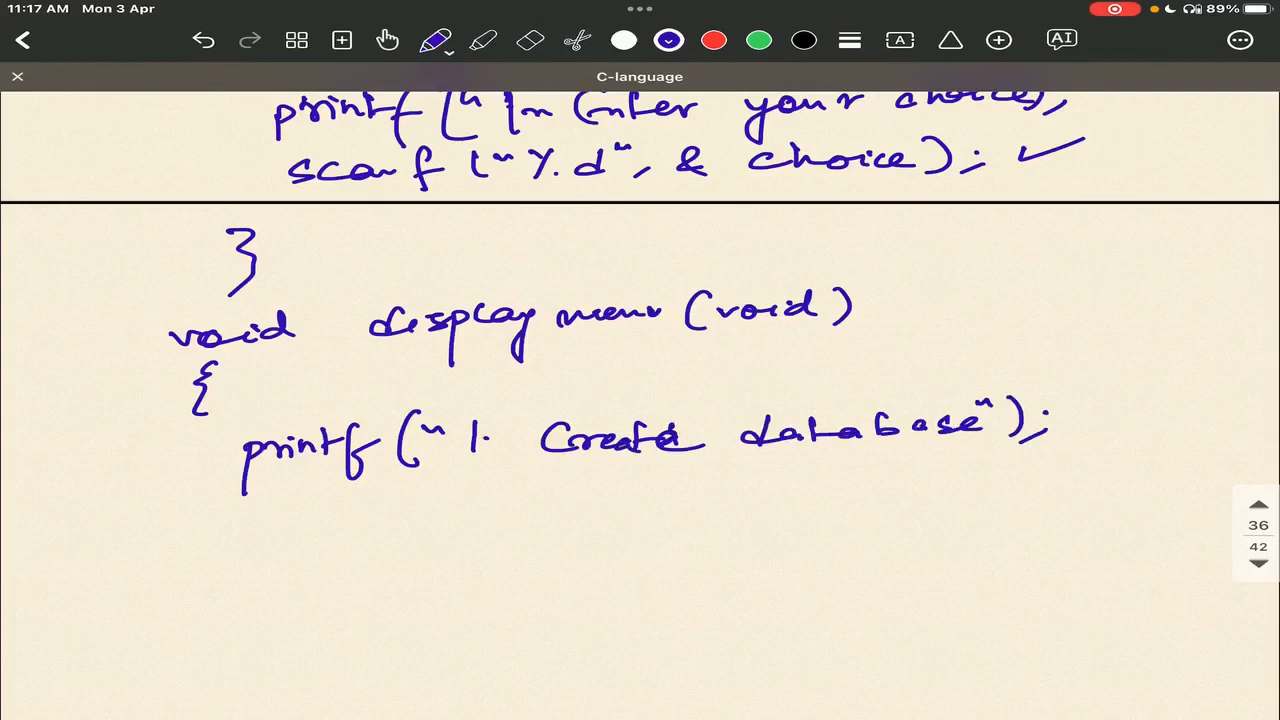 11:17 AM Mon 3 Apr 89%
A AI
C-language
printf (" \n Enter your choice);
scanf (" %d", & choice);
}
void displaymenu (void)
{
printf (" 1. Create database");
36
42